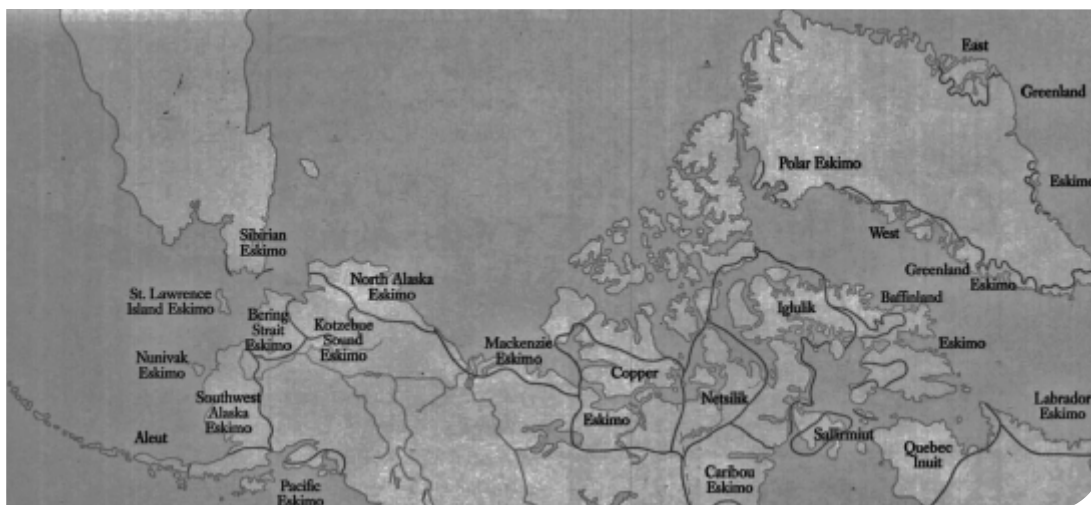 East
Greenland
Eskimo
Polar Eskimo
West
Greenland
Eskimo
Sibirian
Eskimo
North Alaska
Eskimo
St. Lawrence
Island Eskimo
Bering
Strait
Eskimo
Kotzebue
Sound
Eskimo
Iglulik
Baffinland
Eskimo
Nunivak
Eskimo
Mackenzie
Eskimo
Copper
Eskimo
Netsilik
Southwest
Alaska
Eskimo
Labrador
Eskimo
Aleut
Sallirmiut
Quebec
Inuit
Pacific
Eskimo
Caribou
Eskimo